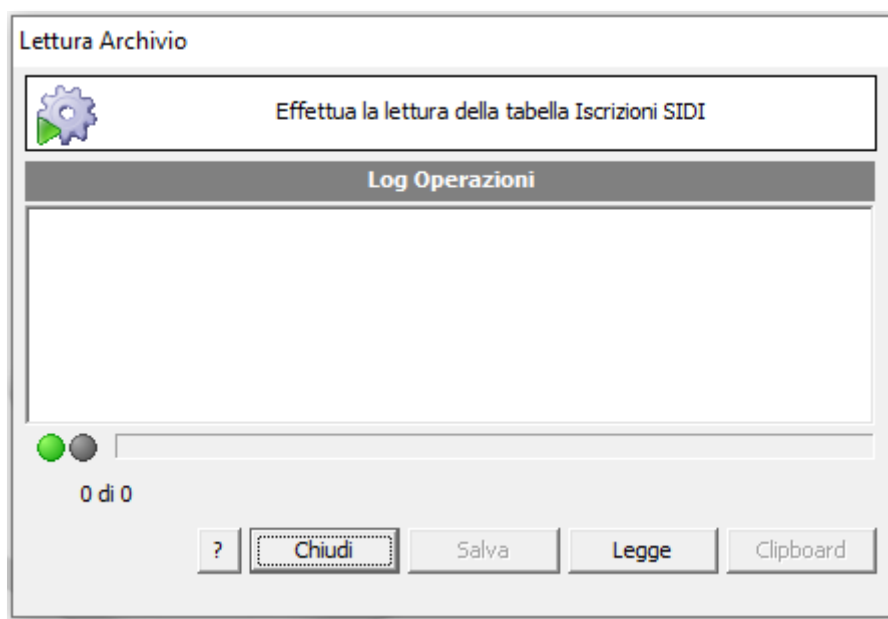 Lettura Archivio
Effettua la lettura della tabella Iscrizioni SIDI
Log Operazioni
0 di 0
? Chiudi Salva Legge Clipboard